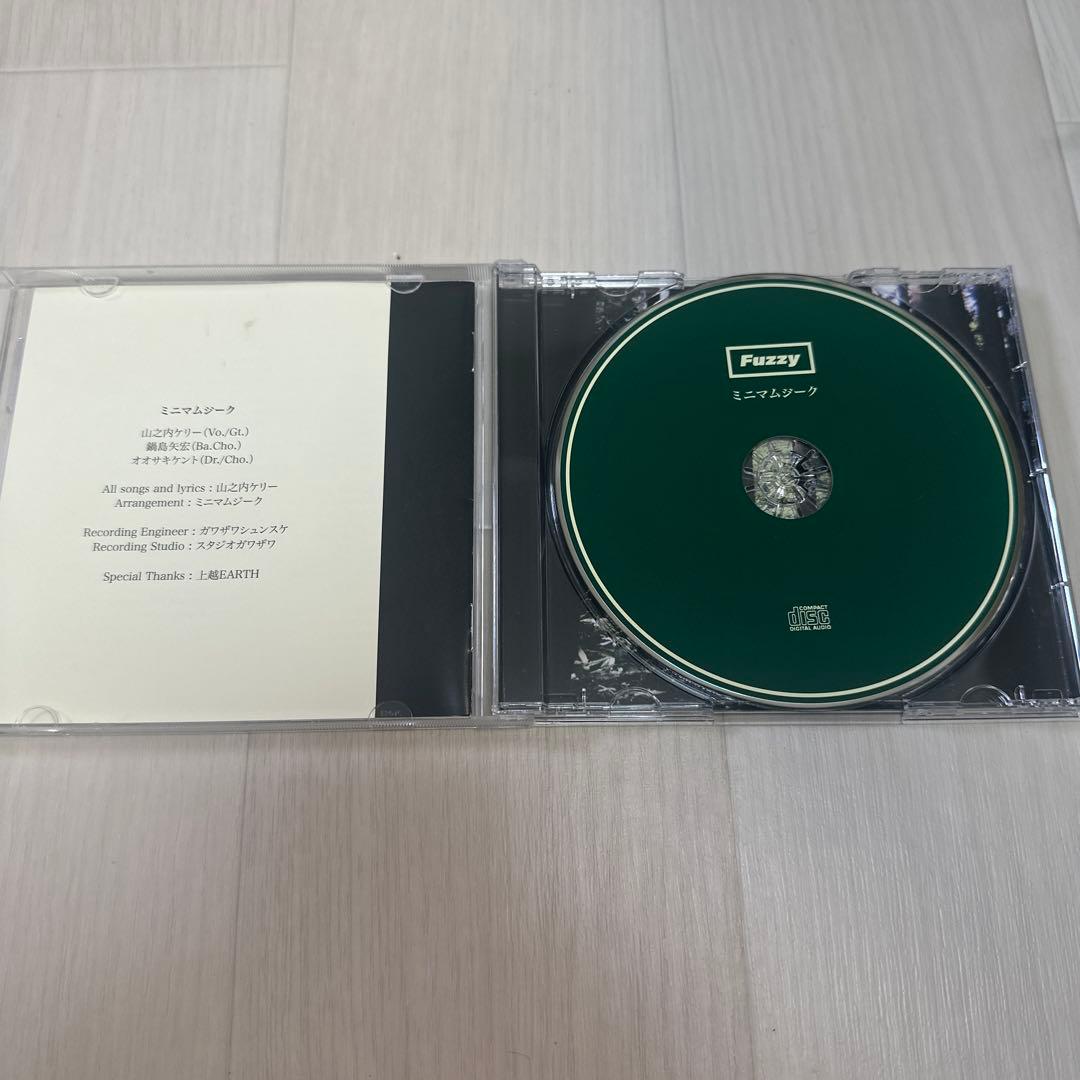 ミニマムジーク
山之内ケリー(Vo./Gt.)
鍋島矢宏(Ba.Cho.)
オオサキケント(Dr./Cho.)
All songs and lyrics : 山之内ケリー
Arrangement : ミニマムジーク
Recording Engineer : ガワザワシュンスケ
Recording Studio : スタジオガワザワ
Special Thanks : 上越EARTH
Fuzzy
ミニマムジーク
COMPACT
disc
DIGITAL AUDIO